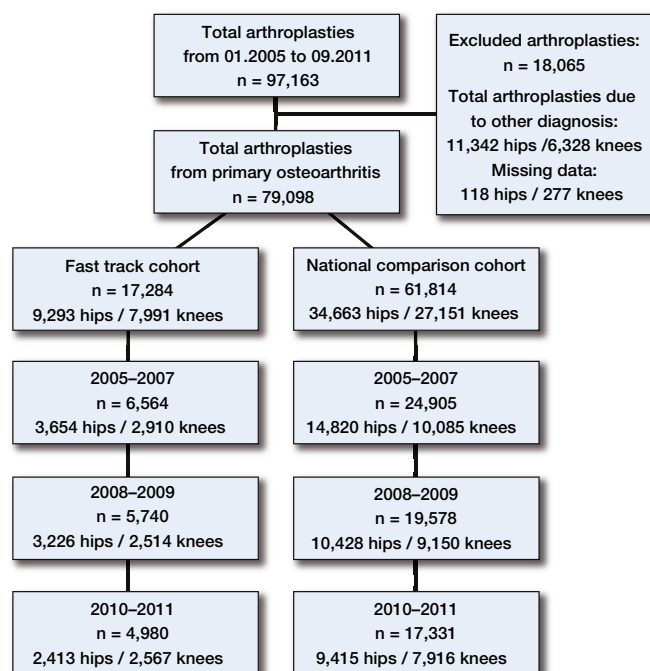 Total arthroplasties
from 01.2005 to 09.2011
n = 97,163
Excluded arthroplasties:
n = 18,065
Total arthroplasties due
to other diagnosis:
11,342 hips /6,328 knees
Missing data:
118 hips / 277 knees
Total arthroplasties
from primary osteoarthritis
n = 79,098
Fast track cohort
n = 17,284
9,293 hips / 7,991 knees
National comparison cohort
n = 61,814
34,663 hips / 27,151 knees
2005–2007
n = 6,564
3,654 hips / 2,910 knees
2005–2007
n = 24,905
14,820 hips / 10,085 knees
2008–2009
n = 5,740
3,226 hips / 2,514 knees
2008–2009
n = 19,578
10,428 hips / 9,150 knees
2010–2011
n = 4,980
2,413 hips / 2,567 knees
2010–2011
n = 17,331
9,415 hips / 7,916 knees